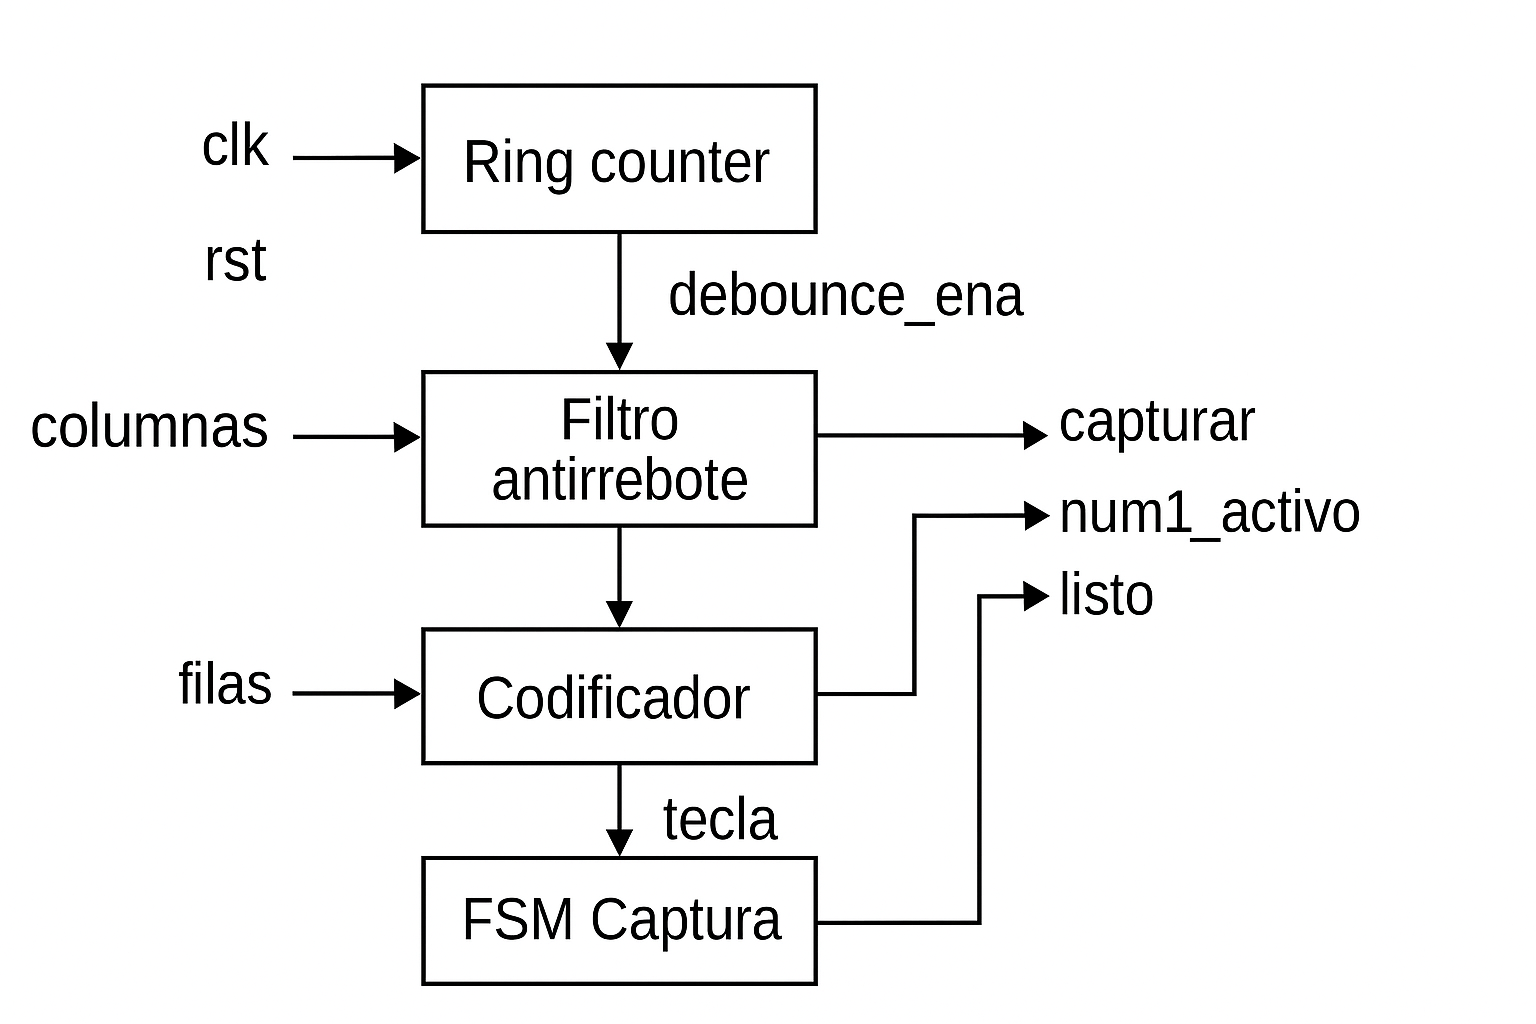 clk
Ring counter
rst
debounce_ena
columnas
Filtro
antirrebote
capturar
num1_activo
listo
filas
Codificador
tecla
FSM Captura